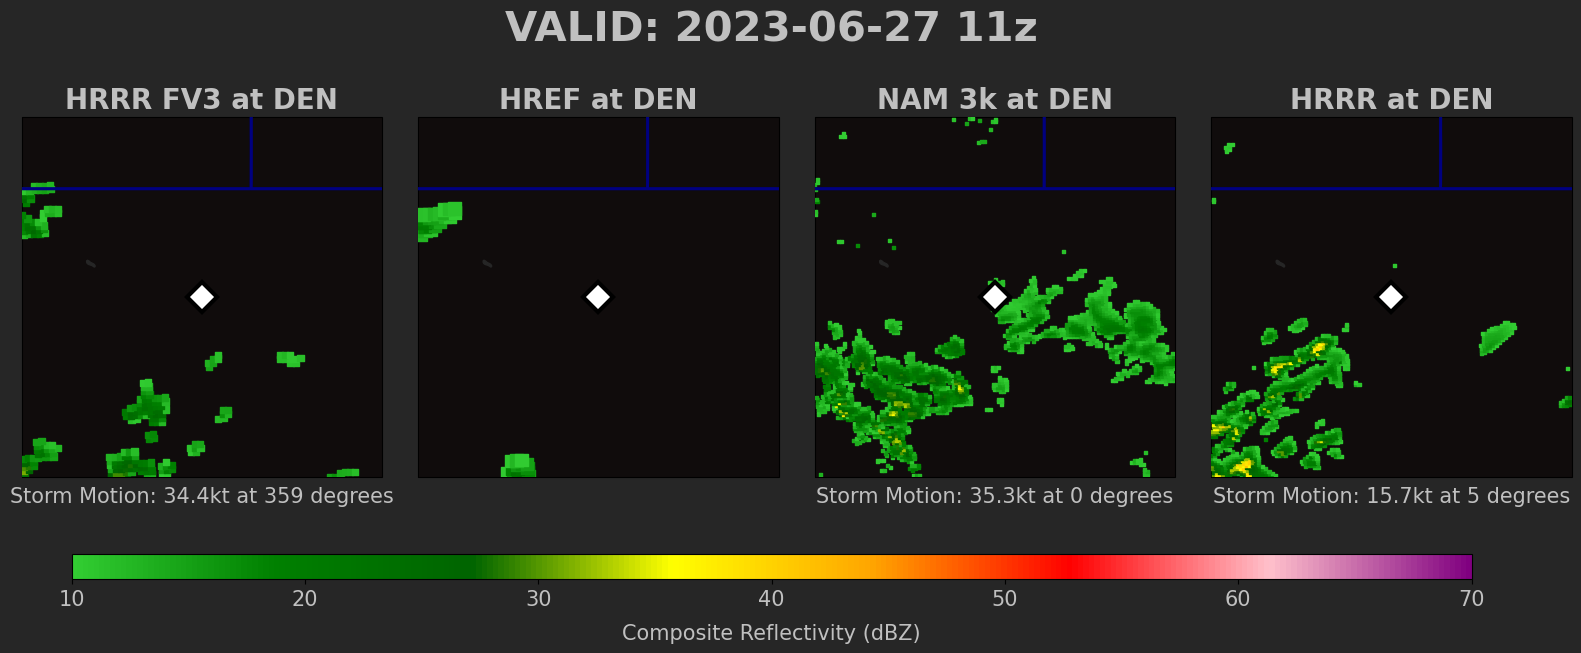 VALID: 2023-06-27 11z
HRRR FV3 at DEN
HREF at DEN
NAM 3k at DEN
HRRR at DEN
Storm Motion: 34.4kt at 359 degrees
Storm Motion: 35.3kt at 0 degrees
Storm Motion: 15.7kt at 5 degrees
10 20 30 40 50 60 70
Composite Reflectivity (dBZ)